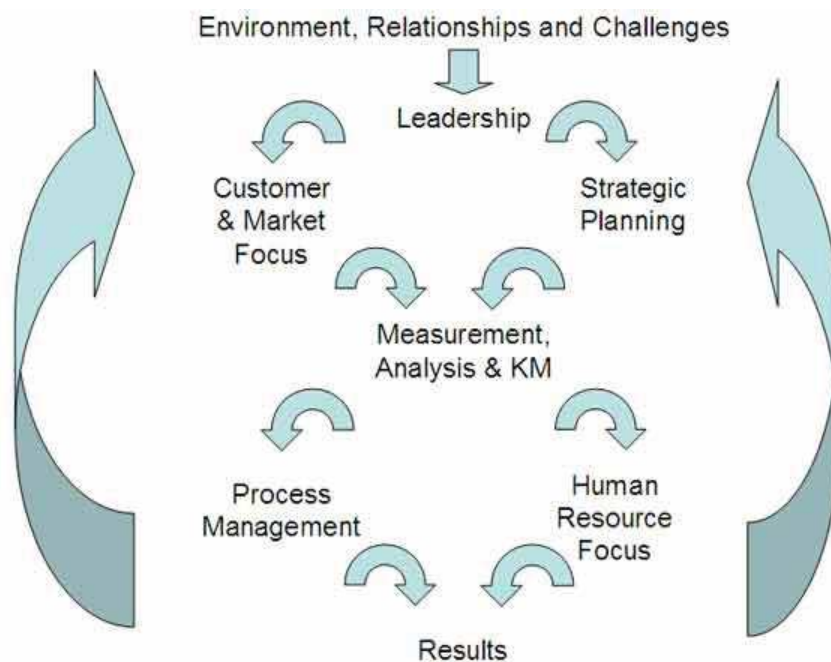 Environment, Relationships and Challenges
Leadership
Customer
& Market
Focus
Strategic
Planning
Measurement,
Analysis & KM
Process
Management
Human
Resource
Focus
Results